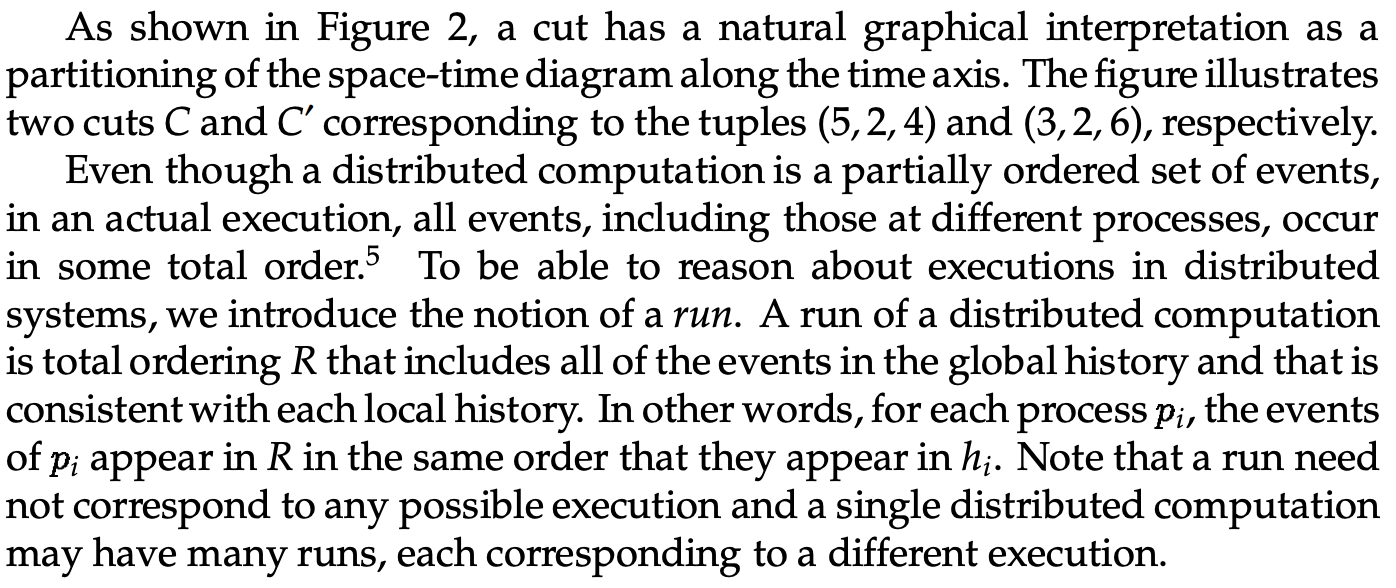 As shown in Figure 2, a cut has a natural graphical interpretation as a
partitioning of the space-time diagram along the time axis. The figure illustrates
two cuts C and C′ corresponding to the tuples (5, 2, 4) and (3, 2, 6), respectively.
Even though a distributed computation is a partially ordered set of events,
in an actual execution, all events, including those at different processes, occur
in some total order.⁵ To be able to reason about executions in distributed
systems, we introduce the notion of a run. A run of a distributed computation
is total ordering R that includes all of the events in the global history and that is
consistent with each local history. In other words, for each process pᵢ, the events
of pᵢ appear in R in the same order that they appear in hᵢ. Note that a run need
not correspond to any possible execution and a single distributed computation
may have many runs, each corresponding to a different execution.